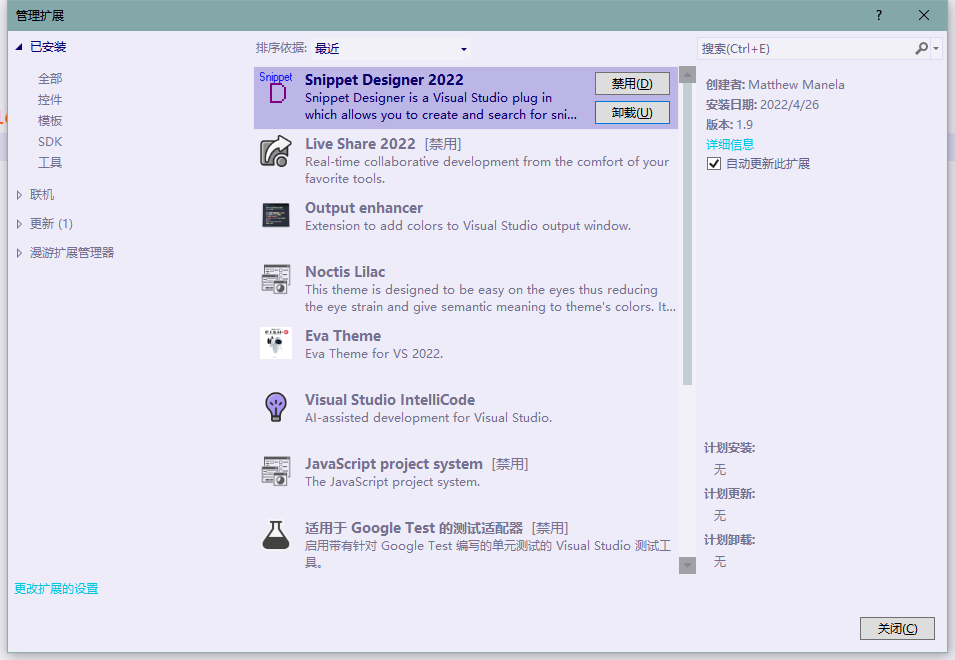 管理扩展
?
已安装
全部
控件
模板
SDK
工具
联机
更新 (1)
漫游扩展管理器
更改扩展的设置
排序依据: 最近
Snippet
D
Snippet Designer 2022
Snippet Designer is a Visual Studio plug in
which allows you to create and search for sni...
禁用(D)
卸载(U)
Live Share 2022 [禁用]
Real-time collaborative development from the comfort of your
favorite tools.
Output enhancer
Extension to add colors to Visual Studio output window.
Noctis Lilac
This theme is designed to be easy on the eyes thus reducing
the eye strain and give semantic meaning to theme's colors. It...
Eva Theme
Eva Theme for VS 2022.
Visual Studio IntelliCode
AI-assisted development for Visual Studio.
JavaScript project system [禁用]
The JavaScript project system.
适用于 Google Test 的测试适配器 [禁用]
启用带有针对 Google Test 编写的单元测试的 Visual Studio 测试工
具。
搜索(Ctrl+E)
创建者: Matthew Manela
安装日期: 2022/4/26
版本: 1.9
详细信息
自动更新此扩展
计划安装:
无
计划更新:
无
计划卸载:
无
关闭(C)